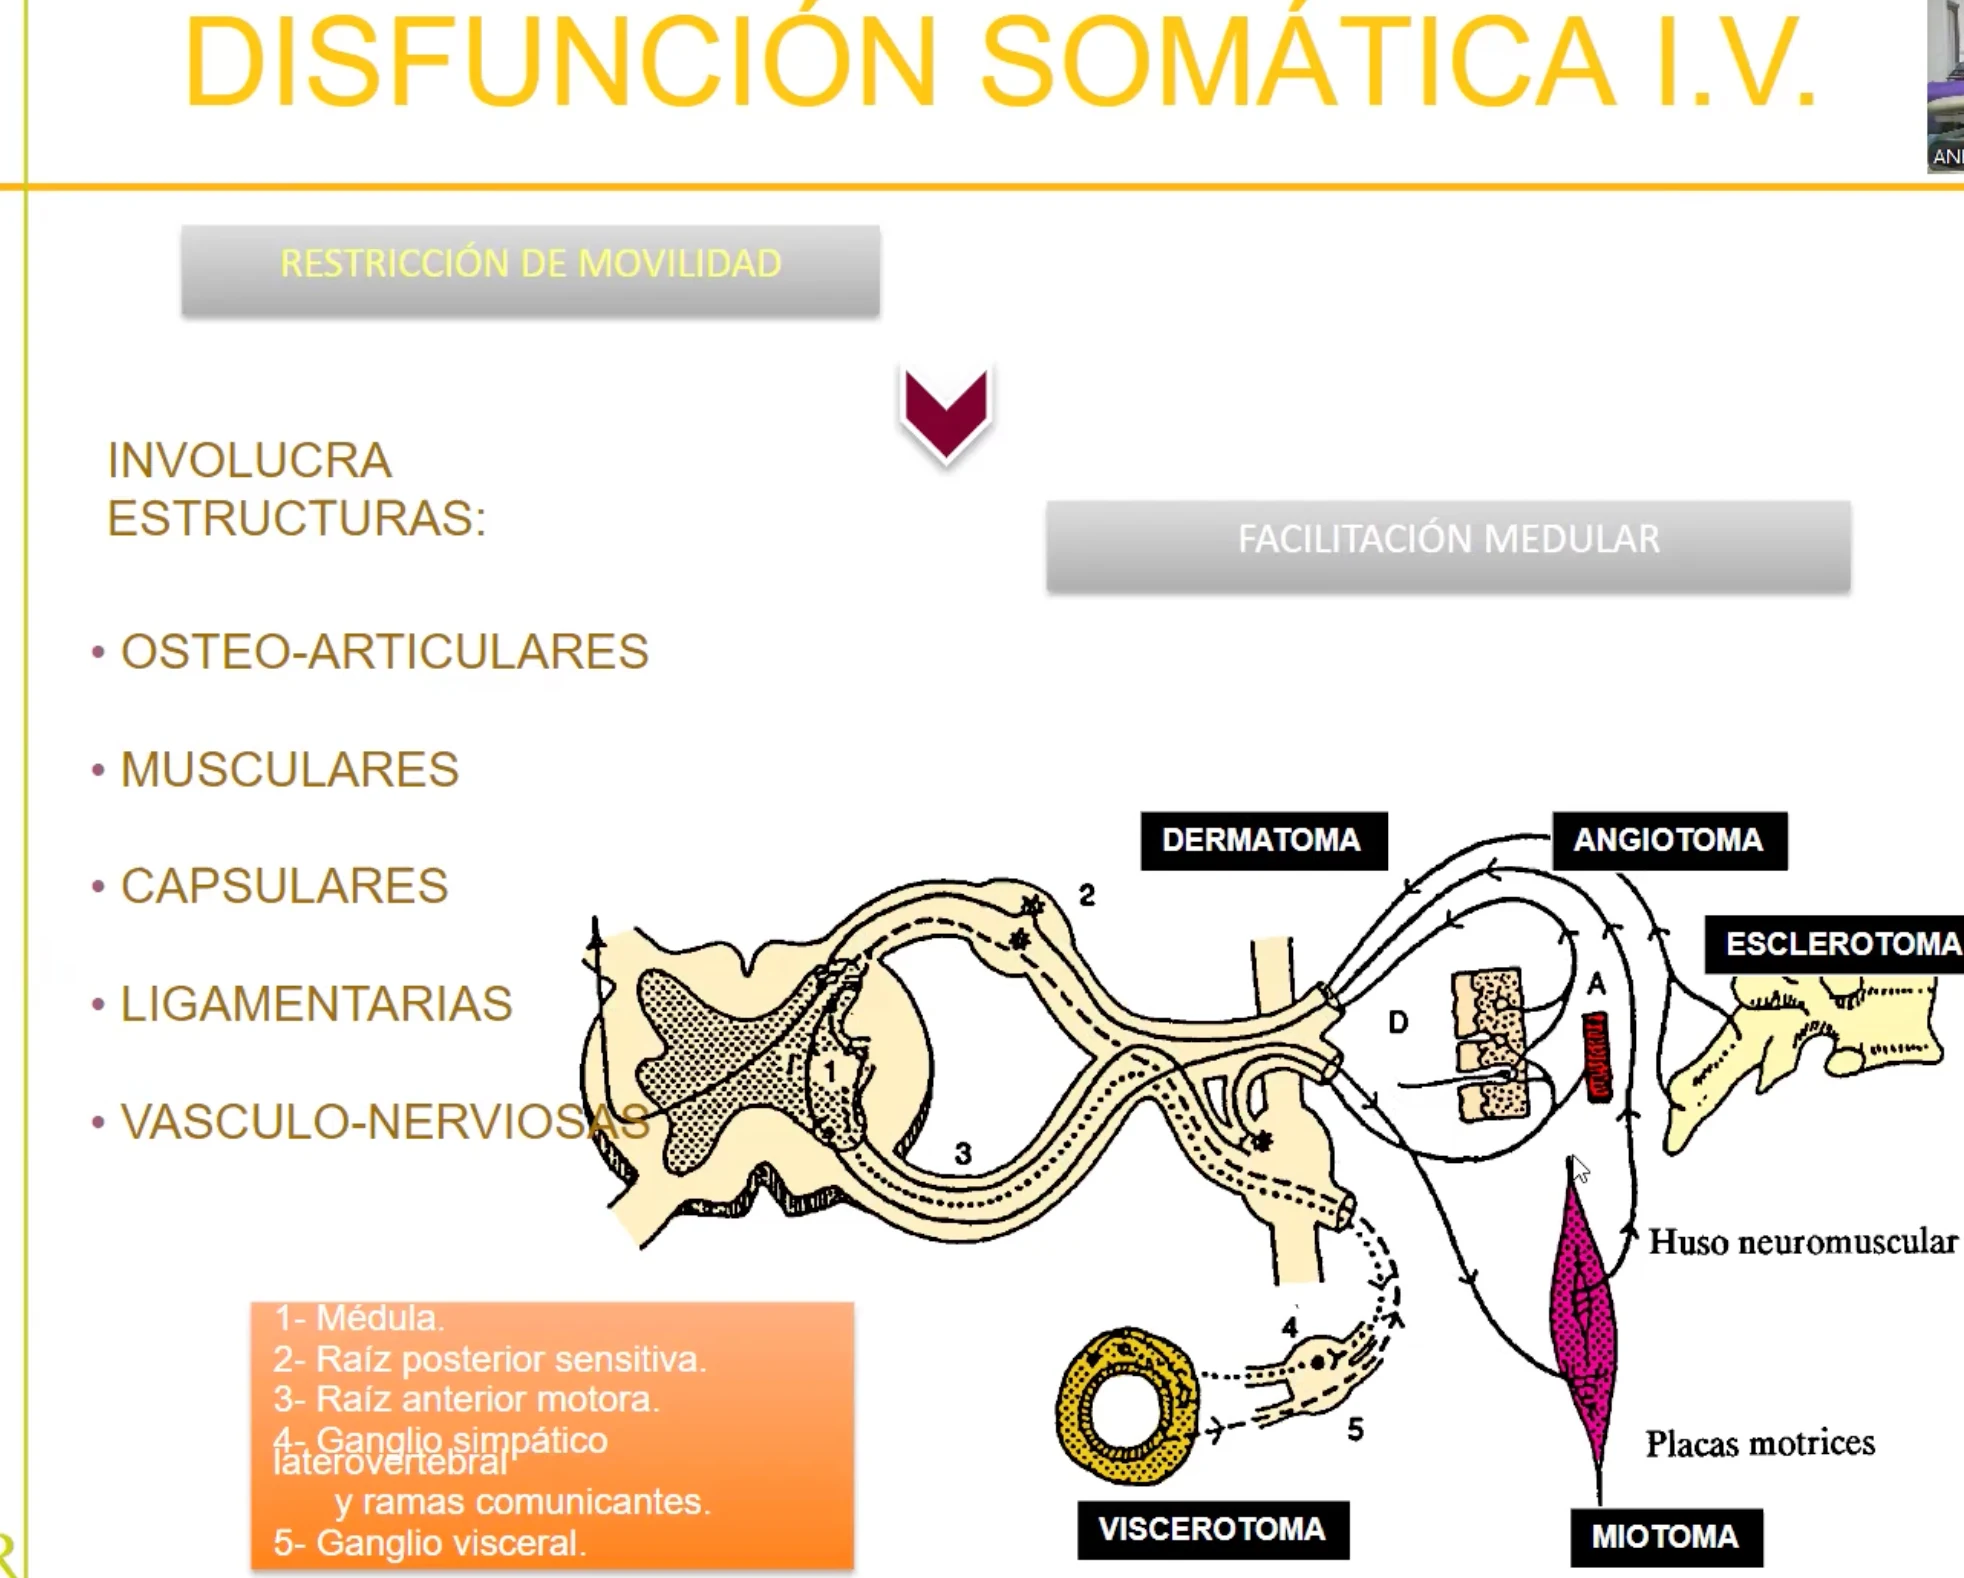 DISFUNCIÓN SOMÁTICA I.V.
ANI
RESTRICCIÓN DE MOVILIDAD
INVOLUCRA
ESTRUCTURAS:
FACILITACIÓN MEDULAR
• OSTEO-ARTICULARES
• MUSCULARES
• CAPSULARES
• LIGAMENTARIAS
• VASCULO-NERVIOSAS
DERMATOMA
ANGIOTOMA
2
ESCLEROTOMA
A
D
1
3
Huso neuromuscular
4
5
Placas motrices
VISCEROTOMA
MIOTOMA
1- Médula.
2- Raíz posterior sensitiva.
3- Raíz anterior motora.
4- Ganglio simpático
laterovertebral
y ramas comunicantes.
5- Ganglio visceral.
R